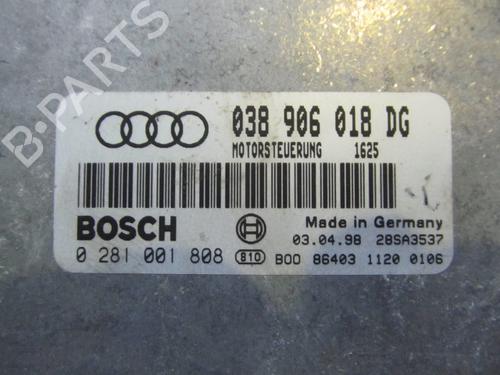 B-PARTS
038 906 018 DG
MOTORSTEUERUNG 1625
BOSCH
Made in Germany
03.04.98 28SA3537
0 281 001 808 810 B00 86403 1120 0106